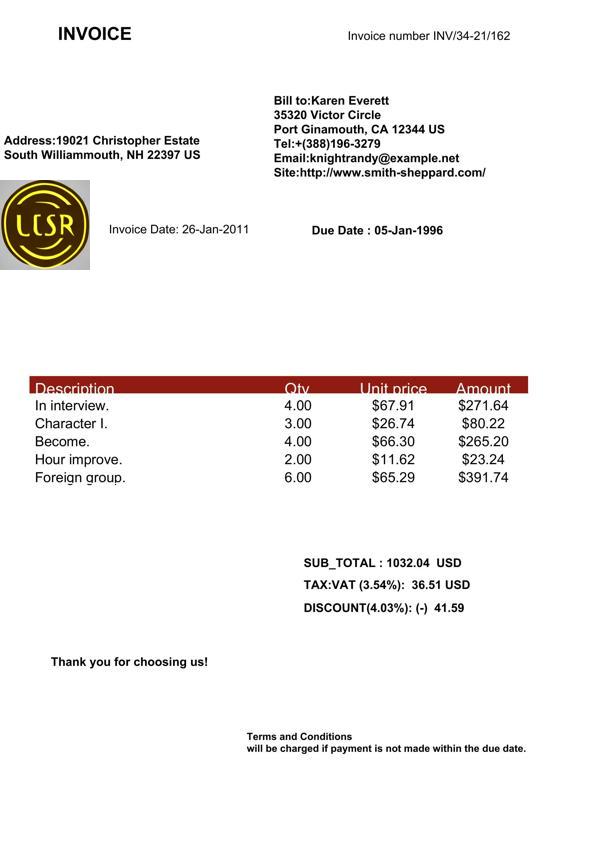 INVOICE
Invoice number INV/34-21/162
Bill to:Karen Everett
35320 Victor Circle
Port Ginamouth, CA 12344 US
Tel:+(388)196-3279
Email:knightrandy@example.net
Site:http://www.smith-sheppard.com/
Address:19021 Christopher Estate
South Williammouth, NH 22397 US
LCSR
Invoice Date: 26-Jan-2011
Due Date : 05-Jan-1996
Description Qty Unit price Amount
In interview. 4.00 $67.91 $271.64
Character I. 3.00 $26.74 $80.22
Become. 4.00 $66.30 $265.20
Hour improve. 2.00 $11.62 $23.24
Foreign group. 6.00 $65.29 $391.74
SUB_TOTAL : 1032.04 USD
TAX:VAT (3.54%): 36.51 USD
DISCOUNT(4.03%): (-) 41.59
Thank you for choosing us!
Terms and Conditions
will be charged if payment is not made within the due date.